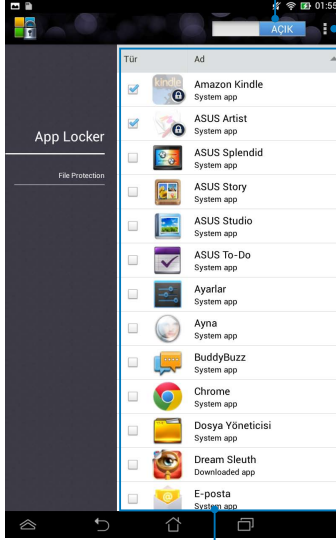 01:55
AÇIK
Tür
Ad
App Locker
File Protection
kindle
Amazon Kindle
System app
ASUS Artist
System app
ASUS Splendid
System app
ASUS Story
System app
ASUS Studio
System app
ASUS To-Do
System app
Ayarlar
System app
Ayna
System app
BuddyBuzz
System app
Chrome
System app
Dosya Yöneticisi
System app
Dream Sleuth
Downloaded app
E-posta
System app